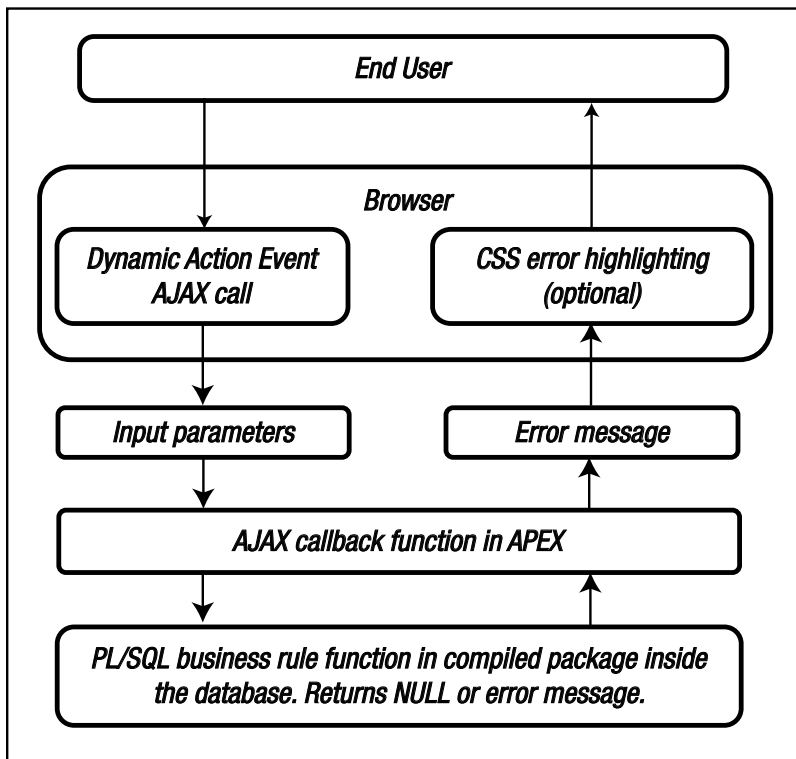 End User
Browser
Dynamic Action Event
AJAX call
CSS error highlighting
(optional)
Input parameters
Error message
AJAX callback function in APEX
PL/SQL business rule function in compiled package inside
the database. Returns NULL or error message.